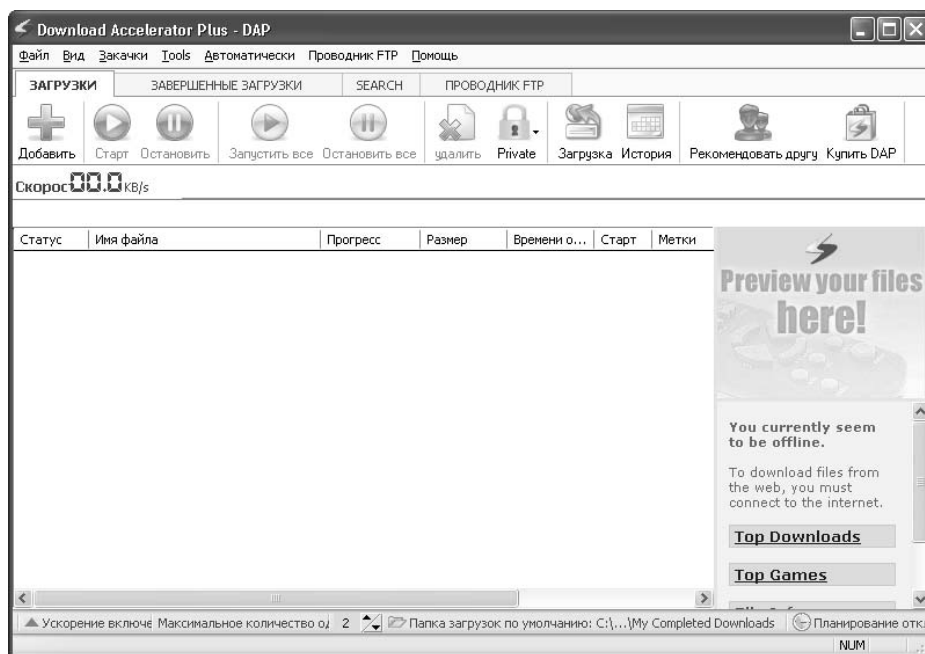 Download Accelerator Plus - DAP
Файл Вид Закачки Tools Автоматически Проводник FTP Помощь
ЗАГРУЗКИ ЗАВЕРШЕННЫЕ ЗАГРУЗКИ SEARCH ПРОВОДНИК FTP
Добавить Старт Остановить Запустить все Остановить все удалить Private Загрузка История Рекомендовать другу Купить DAP
Скорос 00.0 KB/s
Статус Имя файла Прогресс Размер Времени о... Старт Метки
Preview your files
here!
You currently seem
to be offline.
To download files from
the web, you must
connect to the internet.
Top Downloads
Top Games
Ускорение включе Максимальное количество од 2 Папка загрузок по умолчанию: C:\...\My Completed Downloads Планирование откл
NUM